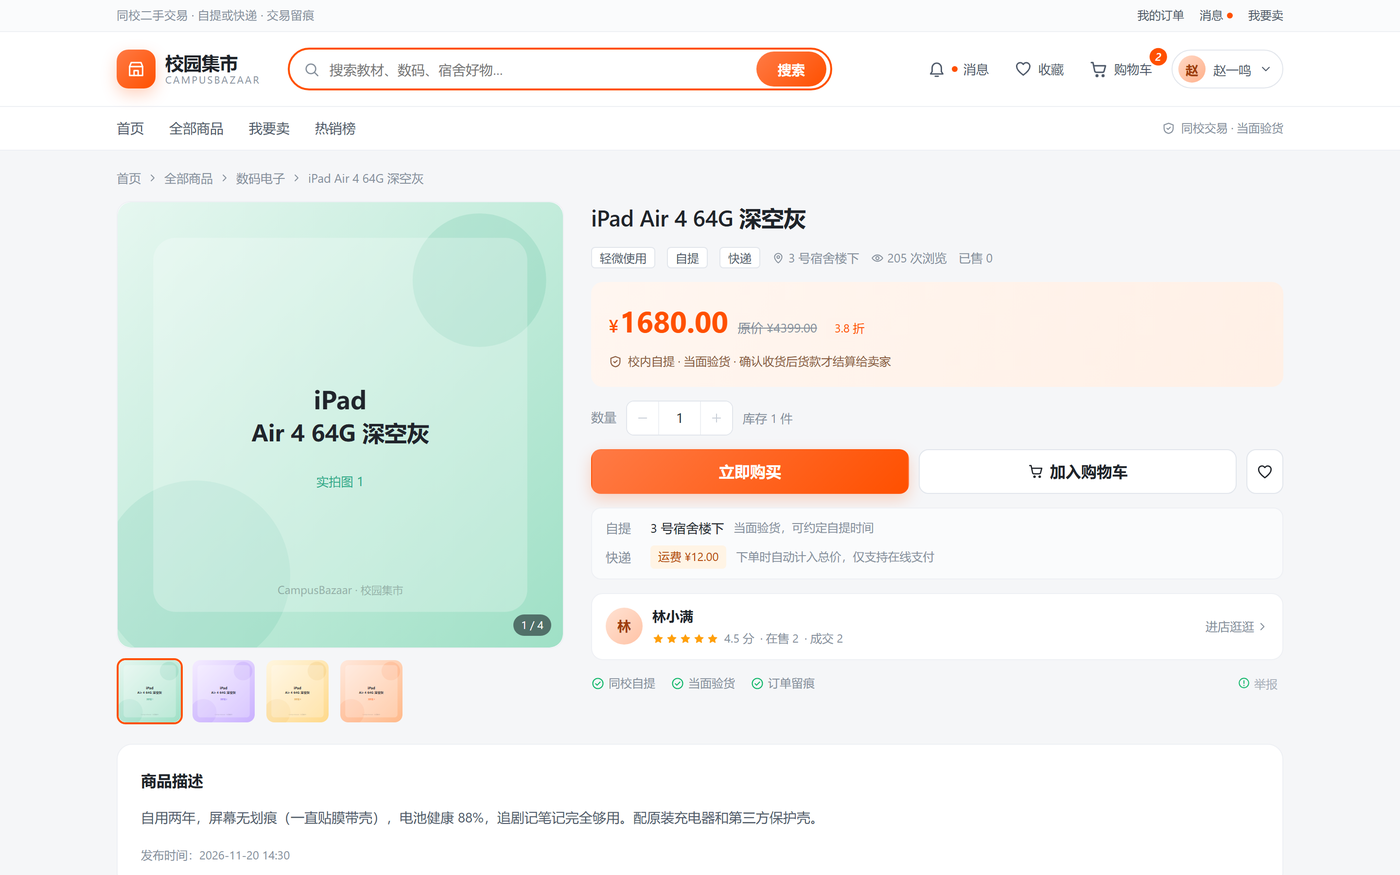 同校二手交易 · 自提或快递 · 交易留痕
我的订单 消息 我要卖
校园集市
CAMPUSBAZAAR
搜索教材、数码、宿舍好物...
搜索
消息
收藏
购物车
2
赵
赵一鸣
首页 全部商品 我要卖 热销榜
同校交易 · 当面验货
首页 > 全部商品 > 数码电子 > iPad Air 4 64G 深空灰
iPad
Air 4 64G 深空灰
实拍图 1
CampusBazaar · 校园集市
1 / 4
iPad Air 4 64G 深空灰
轻微使用 自提 快递 3 号宿舍楼下 205 次浏览 已售 0
¥1680.00 原价 ¥4399.00 3.8 折
校内自提 · 当面验货 · 确认收货后货款才结算给卖家
数量 1 库存 1 件
立即购买
加入购物车
自提 3 号宿舍楼下 当面验货，可约定自提时间
快递 运费 ¥12.00 下单时自动计入总价，仅支持在线支付
林
林小满
4.5 分 · 在售 2 · 成交 2
进店逛逛
同校自提 当面验货 订单留痕
举报
商品描述
自用两年，屏幕无划痕（一直贴膜带壳），电池健康 88%，追剧记笔记完全够用。配原装充电器和第三方保护壳。
发布时间：2026-11-20 14:30